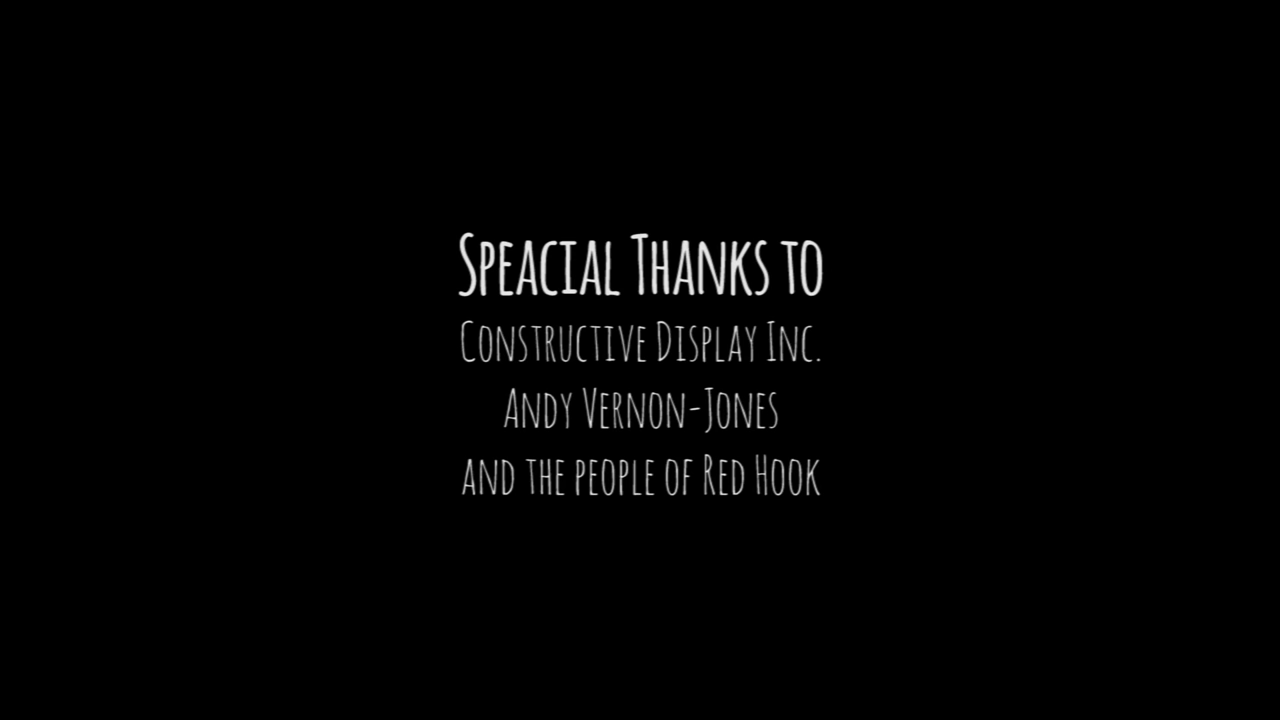 Speacial Thanks to
Constructive Display Inc.
Andy Vernon-Jones
and the people of Red Hook